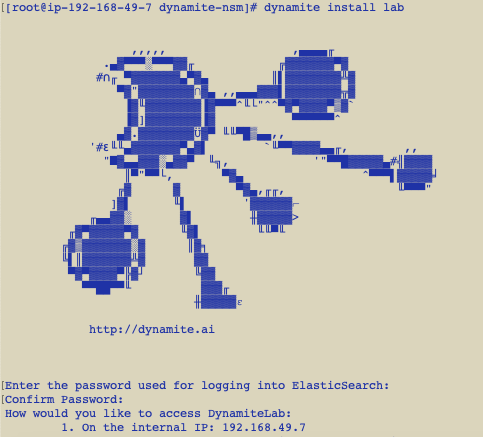 [[root@ip-192-168-49-7 dynamite-nsm]# dynamite install lab
http://dynamite.ai
[Enter the password used for logging into ElasticSearch:
[Confirm Password:
How would you like to access DynamiteLab:
1. On the internal IP: 192.168.49.7